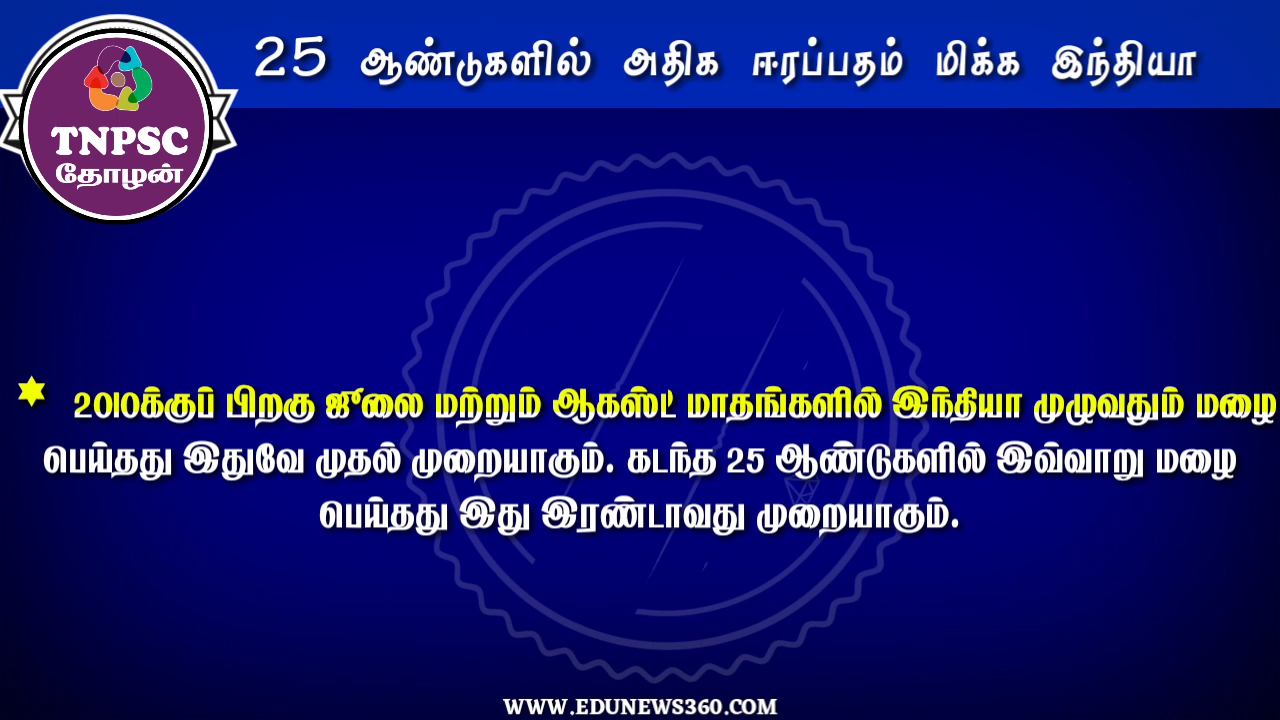 25 ஆண்டுகளில் அதிக ஈரப்பதம் மிக்க இந்தியா
TNPSC
தோழன்
2010க்குப் பிறகு ஜூலை மற்றும் ஆகஸ்ட் மாதங்களில் இந்தியா முழுவதும் மழை
பெய்தது இதுவே முதல் முறையாகும். கடந்த 25 ஆண்டுகளில் இவ்வாறு மழை
பெய்தது இது இரண்டாவது முறையாகும்.
WWW.EDUNEWS360.COM